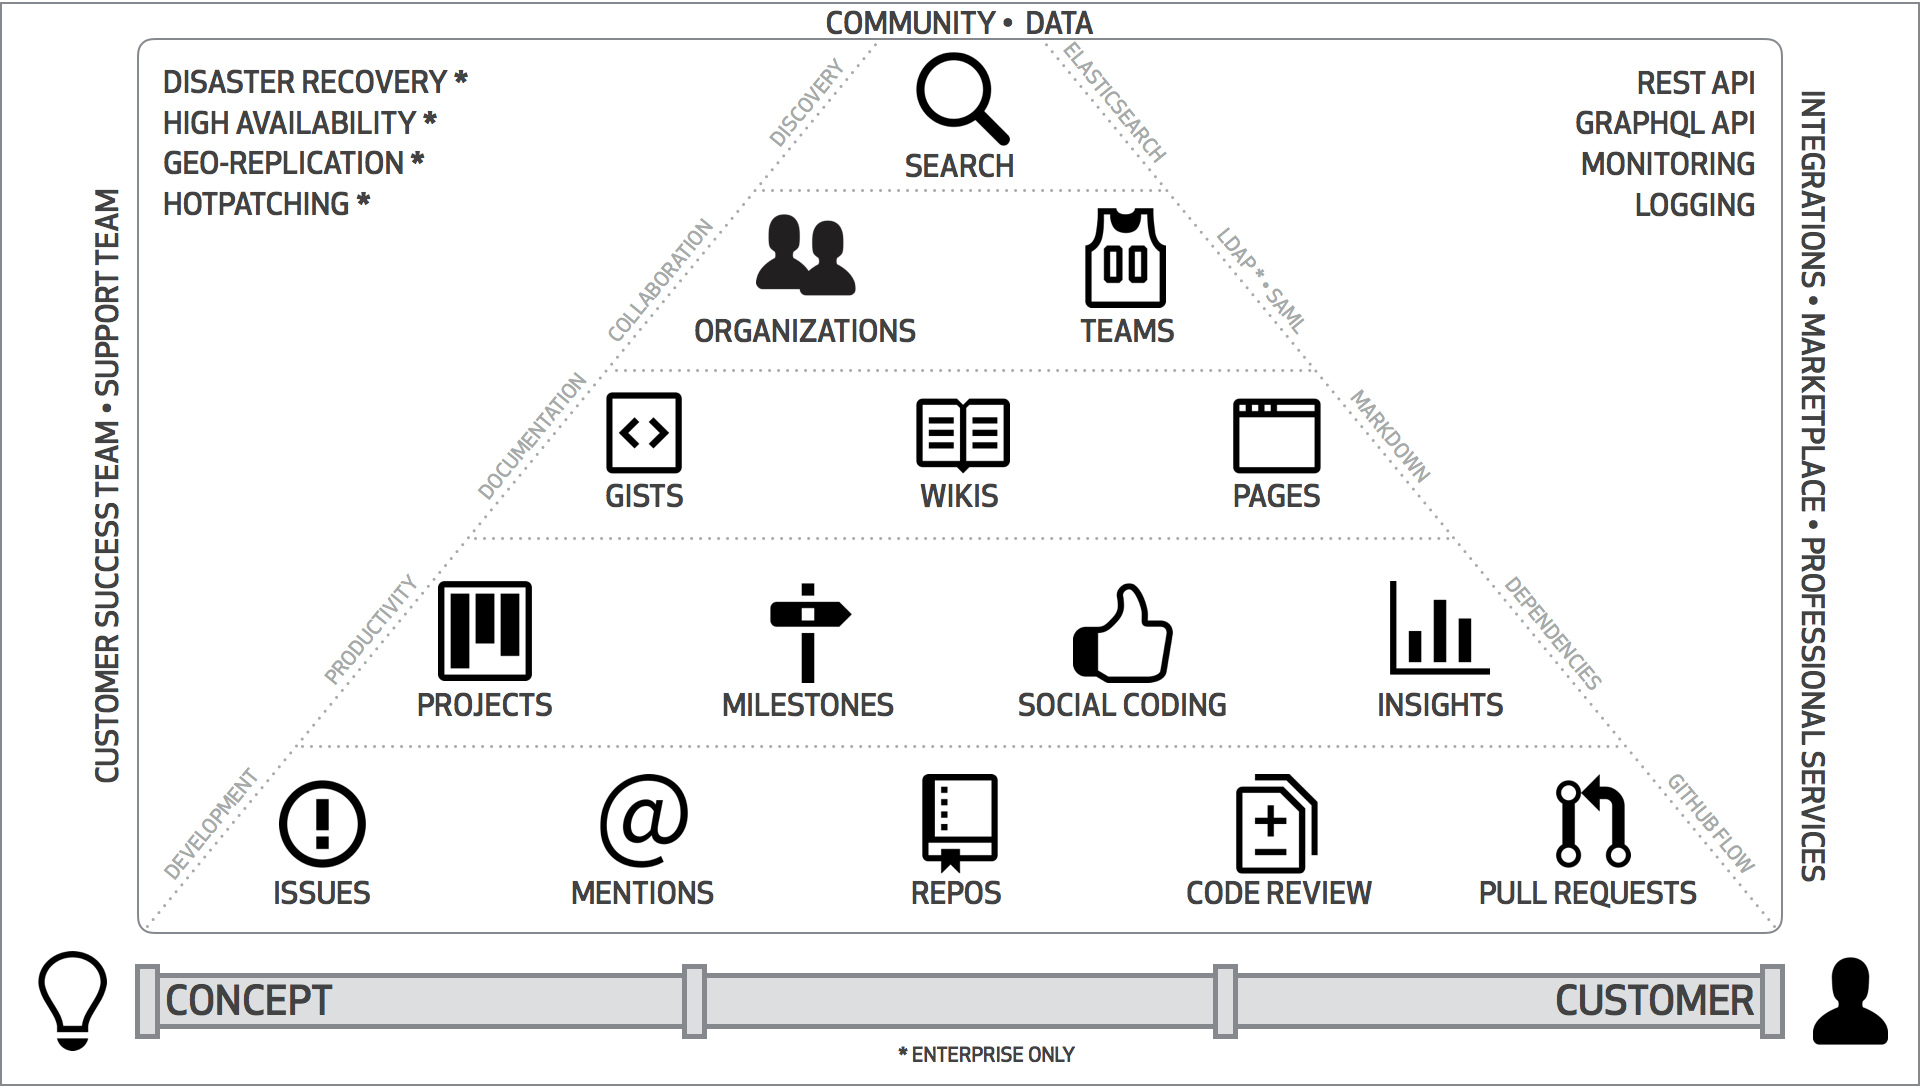 COMMUNITY • DATA
DISASTER RECOVERY *
HIGH AVAILABILITY *
GEO-REPLICATION *
HOTPATCHING *
REST API
GRAPHQL API
MONITORING
LOGGING
CUSTOMER SUCCESS TEAM • SUPPORT TEAM
INTEGRATIONS • MARKETPLACE • PROFESSIONAL SERVICES
DISCOVERY
SEARCH
ELASTICSEARCH
COLLABORATION
ORGANIZATIONS
TEAMS
LDAP * • SAML
DOCUMENTATION
GISTS
WIKIS
PAGES
MARKDOWN
PRODUCTIVITY
PROJECTS
MILESTONES
SOCIAL CODING
INSIGHTS
DEPENDENCIES
DEVELOPMENT
ISSUES
MENTIONS
REPOS
CODE REVIEW
PULL REQUESTS
GITHUB FLOW
CONCEPT
CUSTOMER
* ENTERPRISE ONLY